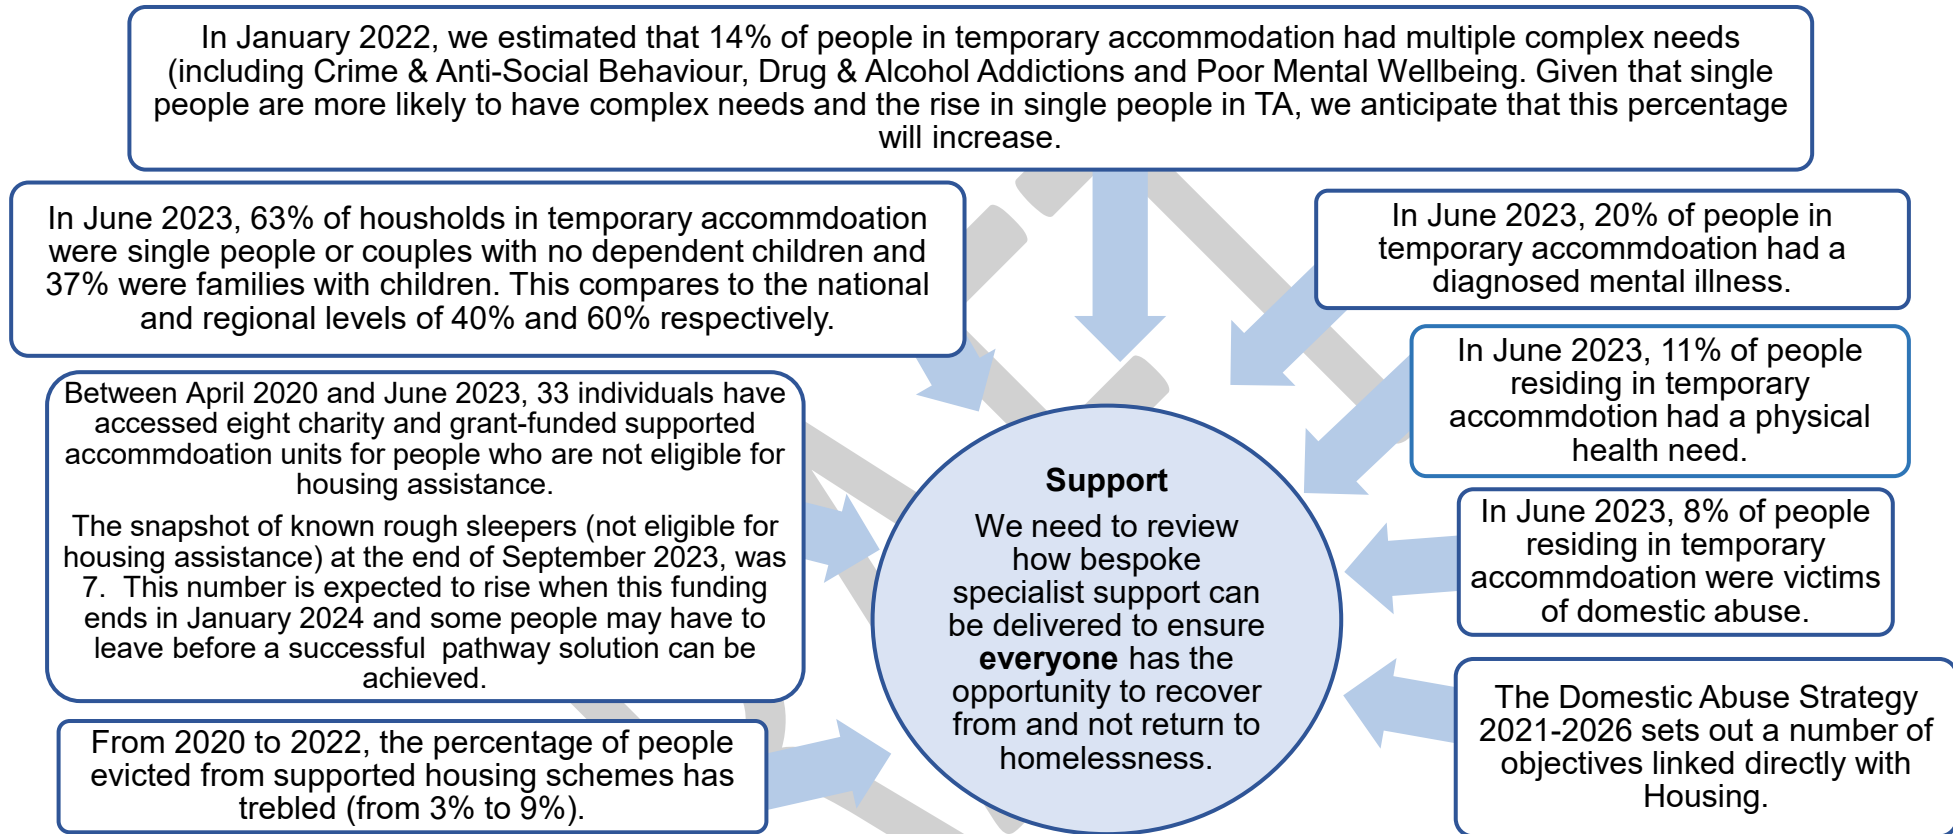 In January 2022, we estimated that 14% of people in temporary accommodation had multiple complex needs
(including Crime & Anti-Social Behaviour, Drug & Alcohol Addictions and Poor Mental Wellbeing. Given that single
people are more likely to have complex needs and the rise in single people in TA, we anticipate that this percentage
will increase.
In June 2023, 63% of housholds in temporary accommdoation
were single people or couples with no dependent children and
37% were families with children. This compares to the national
and regional levels of 40% and 60% respectively.
In June 2023, 20% of people in
temporary accommdoation had a
diagnosed mental illness.
In June 2023, 11% of people
residing in temporary
accommdotion had a physical
health need.
Between April 2020 and June 2023, 33 individuals have
accessed eight charity and grant-funded supported
accommdoation units for people who are not eligible for
housing assistance.
The snapshot of known rough sleepers (not eligible for
housing assistance) at the end of September 2023, was
7. This number is expected to rise when this funding
ends in January 2024 and some people may have to
leave before a successful pathway solution can be
achieved.
Support
We need to review
how bespoke
specialist support can
be delivered to ensure
everyone has the
opportunity to recover
from and not return to
homelessness.
In June 2023, 8% of people
residing in temporary
accommdoation were victims
of domestic abuse.
From 2020 to 2022, the percentage of people
evicted from supported housing schemes has
trebled (from 3% to 9%).
The Domestic Abuse Strategy
2021-2026 sets out a number of
objectives linked directly with
Housing.